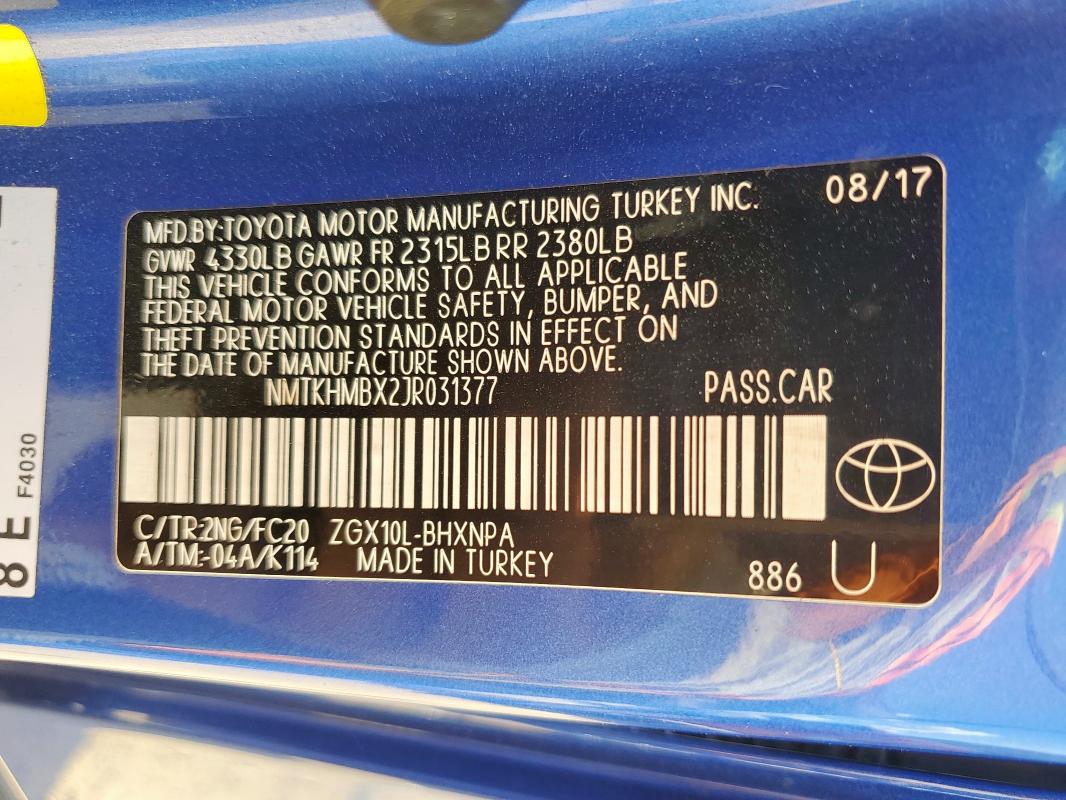 MFD.BY:TOYOTA MOTOR MANUFACTURING TURKEY INC. 08/17
GVWR 4330LB GAWR FR 2315LB RR 2380LB
THIS VEHICLE CONFORMS TO ALL APPLICABLE
FEDERAL MOTOR VEHICLE SAFETY, BUMPER, AND
THEFT PREVENTION STANDARDS IN EFFECT ON
THE DATE OF MANUFACTURE SHOWN ABOVE.
NMTKHMBX2JR031377 PASS.CAR
C/TR:2NG/FC20 ZGX10L-BHXNPA
A/TM:-04A/K114 MADE IN TURKEY
886 U
8 E F4030